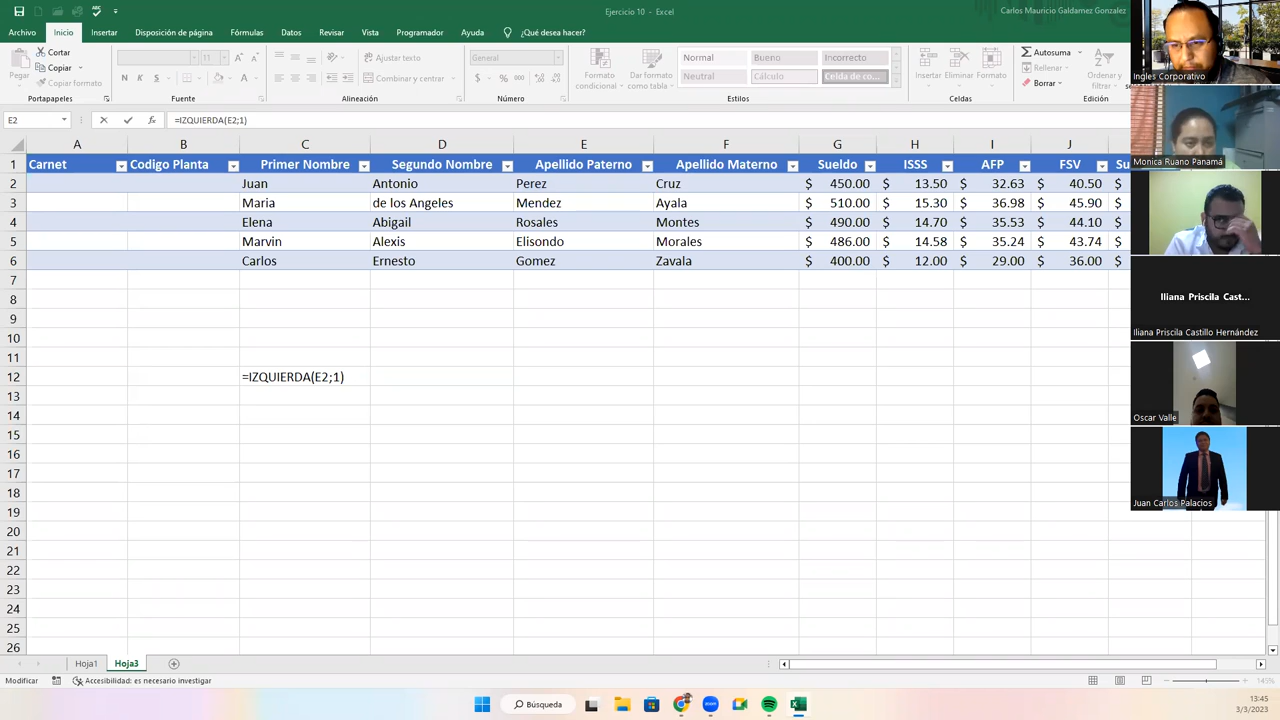 Ejercicio 10 - Excel
Carlos Mauricio Galdamez Gonzalez
Archivo Inicio Insertar Disposición de página Fórmulas Datos Revisar Vista Programador Ayuda ¿Qué desea hacer?
Pegar
Cortar
Copiar
Copiar formato
Portapapeles
11
N K S
Fuente
Ajustar texto
Combinar y centrar
Alineación
General
Número
Formato condicional
Dar formato como tabla
Normal Bueno Incorrecto
Neutral Cálculo Celda de co...
Estilos
Insertar Eliminar Formato
Celdas
Autosuma
Rellenar
Borrar
Ordenar y filtrar
Edición
E2 fx =IZQUIERDA(E2;1)
A B C D E F G H I J
1 Carnet Codigo Planta Primer Nombre Segundo Nombre Apellido Paterno Apellido Materno Sueldo ISSS AFP FSV Su
2 Juan Antonio Perez Cruz $ 450.00 $ 13.50 $ 32.63 $ 40.50 $
3 Maria de los Angeles Mendez Ayala $ 510.00 $ 15.30 $ 36.98 $ 45.90 $
4 Elena Abigail Rosales Montes $ 490.00 $ 14.70 $ 35.53 $ 44.10 $
5 Marvin Alexis Elisondo Morales $ 486.00 $ 14.58 $ 35.24 $ 43.74 $
6 Carlos Ernesto Gomez Zavala $ 400.00 $ 12.00 $ 29.00 $ 36.00 $
7
8
9
10
11
12 =IZQUIERDA(E2;1)
13
14
15
16
17
18
19
20
21
22
23
24
25
26
Hoja1 Hoja3
Modificar Accesibilidad: es necesario investigar 145%
Búsqueda
13:45
3/3/2023
Ingles Corporativo
Monica Ruano Panamá
Iliana Priscila Cast...
Iliana Priscila Castillo Hernández
Oscar Valle
Juan Carlos Palacios